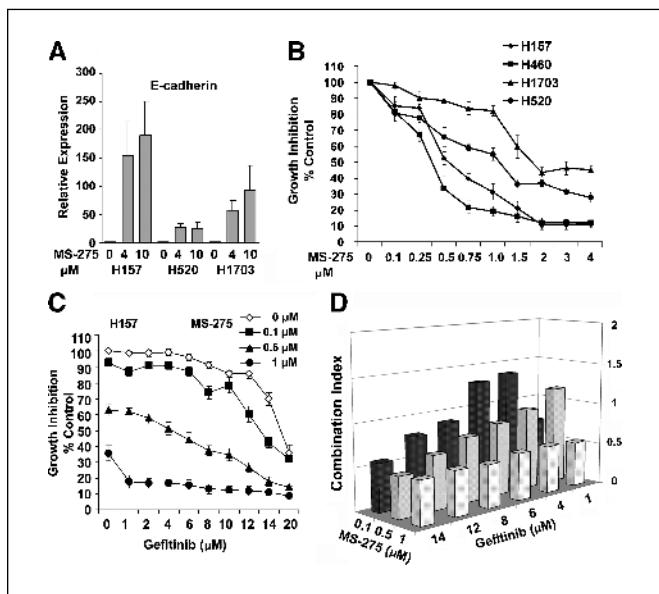 A
E-cadherin
Relative Expression
300
250
200
150
100
50
0
MS-275 0 4 10 0 4 10 0 4 10
µM H157 H520 H1703
B
H157
H460
H1703
H520
Growth Inhibition
% Control
110
100
90
80
70
60
50
40
30
20
10
0
MS-275 0 0.1 0.25 0.5 0.75 1.0 1.5 2 3 4
µM
C
H157 MS-275
0 µM
0.1 µM
0.5 µM
1 µM
Growth Inhibition
% Control
110
100
90
80
70
60
50
40
30
20
10
0
0 1 2 4 6 8 10 12 14 20
Gefitinib (µM)
D
Combination Index
2
1.5
1
0.5
0
0.1 0.5 1
MS-275 (µM)
14 12 8 6 4 1
Gefitinib (µM)